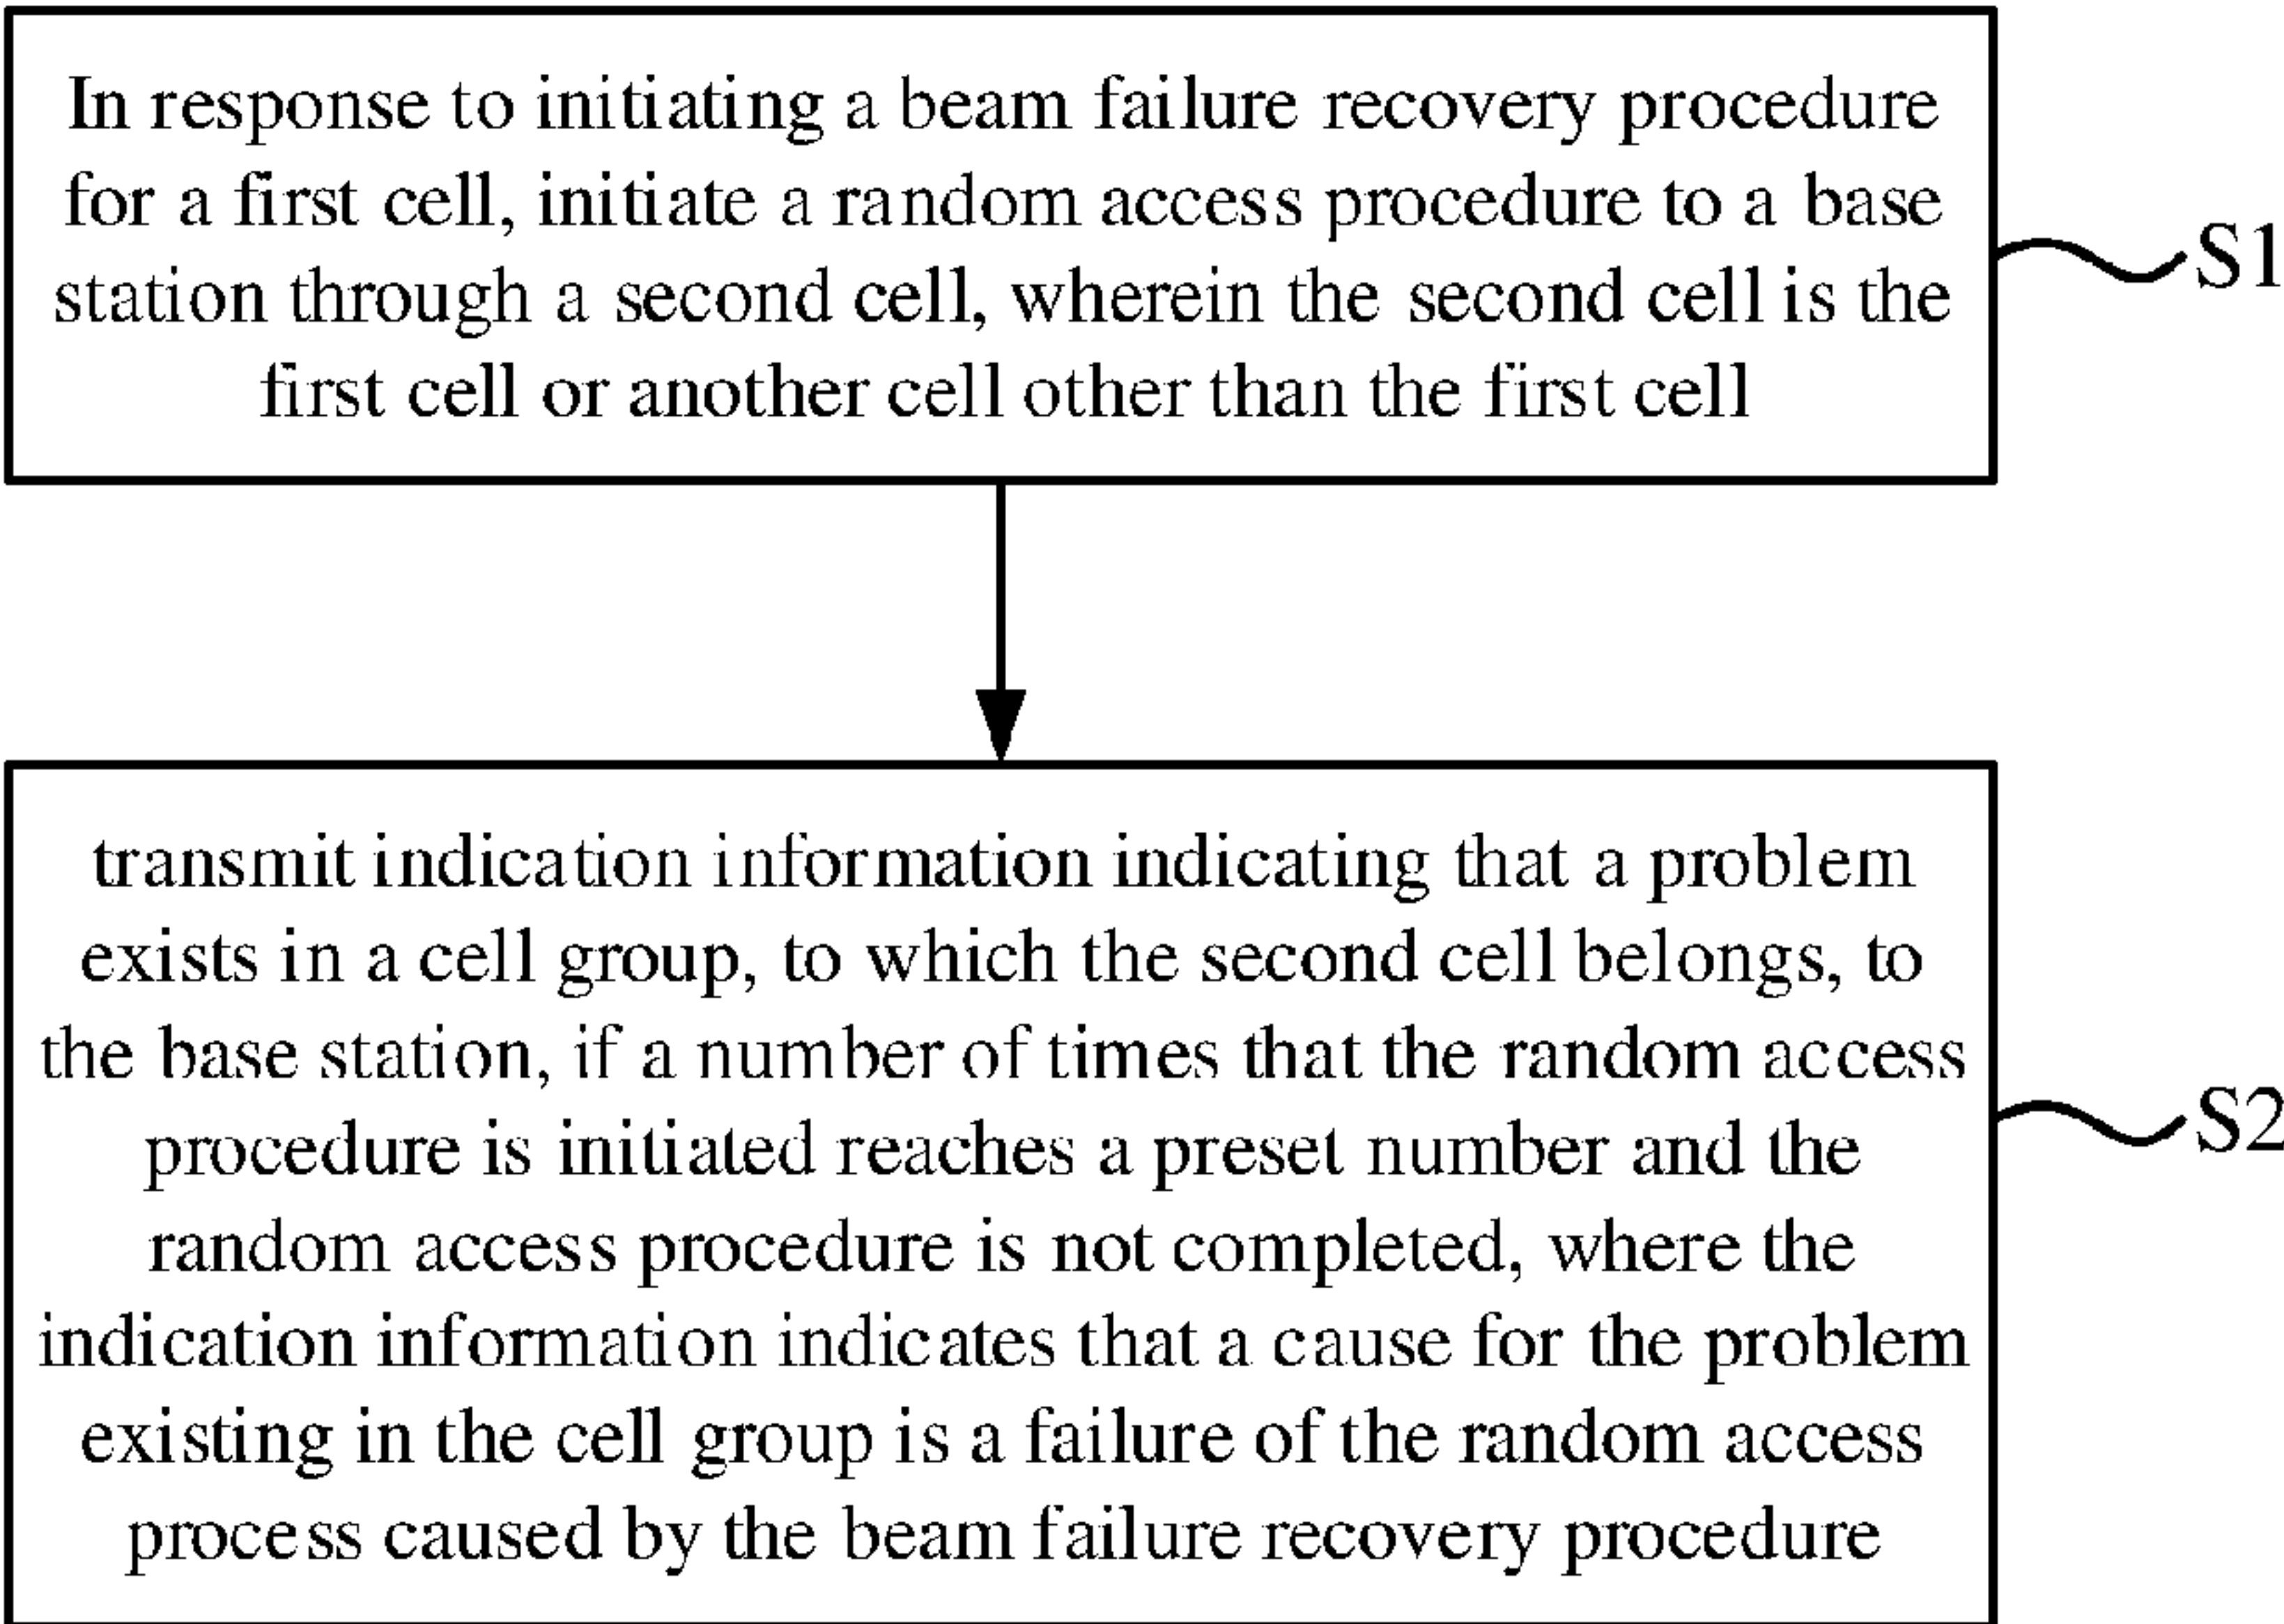 In response to initiating a beam failure recovery procedure
for a first cell, initiate a random access procedure to a base
station through a second cell, wherein the second cell is the
first cell or another cell other than the first cell
S1
transmit indication information indicating that a problem
exists in a cell group, to which the second cell belongs, to
the base station, if a number of times that the random access
procedure is initiated reaches a preset number and the
random access procedure is not completed, where the
indication information indicates that a cause for the problem
existing in the cell group is a failure of the random access
process caused by the beam failure recovery procedure
S2